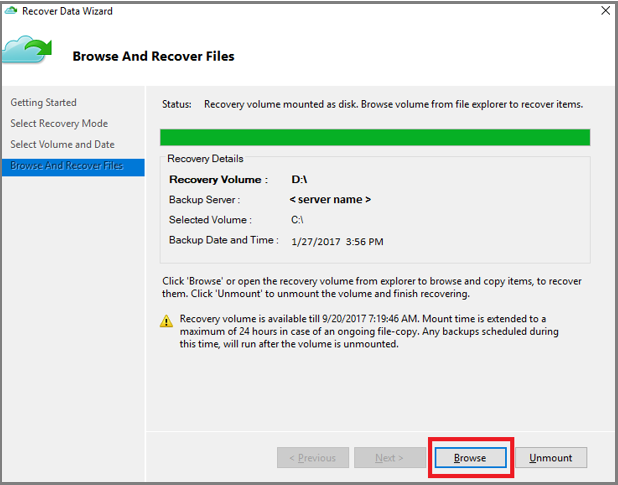 Recover Data Wizard
Browse And Recover Files
Getting Started
Select Recovery Mode
Select Volume and Date
Browse And Recover Files
Status: Recovery volume mounted as disk. Browse volume from file explorer to recover items.
Recovery Details
Recovery Volume : D:\
Backup Server : < server name >
Selected Volume : C:\
Backup Date and Time : 1/27/2017 3:56 PM
Click 'Browse' or open the recovery volume from explorer to browse and copy items, to recover
them. Click 'Unmount' to unmount the volume and finish recovering.
Recovery volume is available till 9/20/2017 7:19:46 AM. Mount time is extended to a
maximum of 24 hours in case of an ongoing file-copy. Any backups scheduled during
this time, will run after the volume is unmounted.
< Previous Next > Browse Unmount